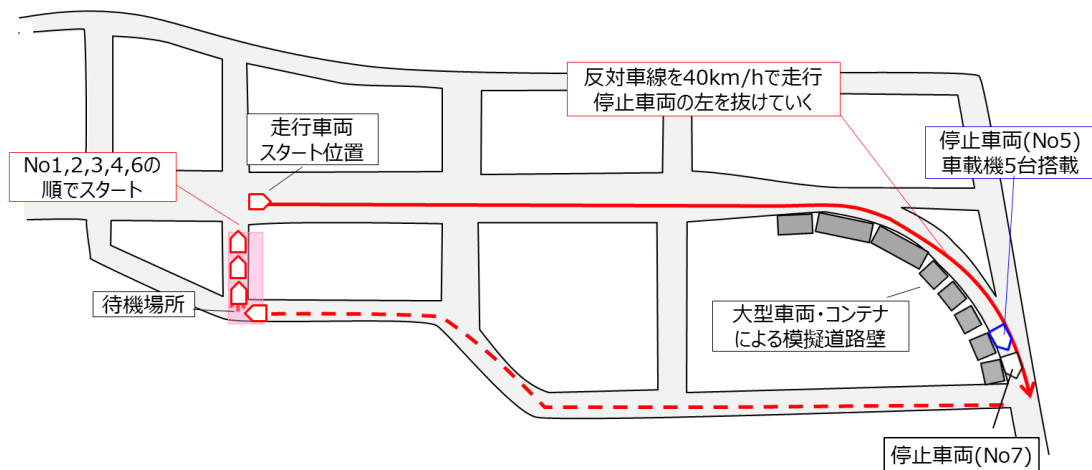 反対車線を40km/hで走行
停止車両の左を抜けていく
走行車両
スタート位置
停止車両(No5)
車載機5台搭載
No1,2,3,4,6の
順でスタート
待機場所
大型車両・コンテナ
による模擬道路壁
停止車両(No7)